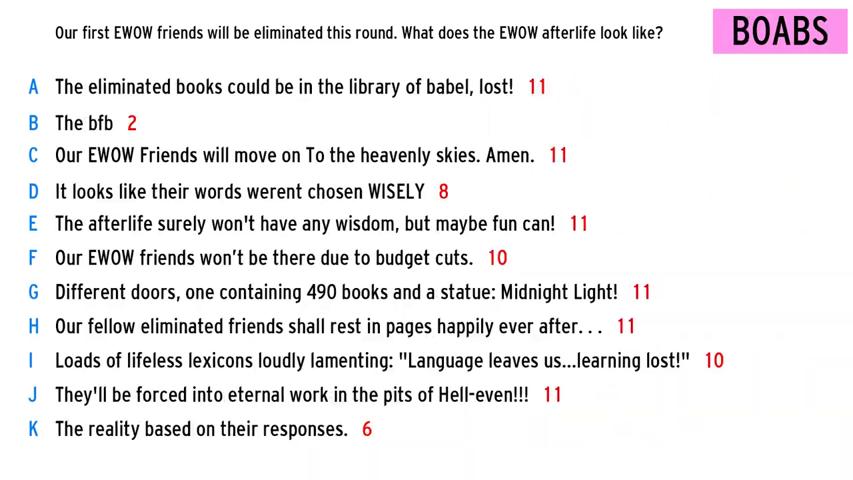 Our first EWOW friends will be eliminated this round. What does the EWOW afterlife look like?
BOABS
A The eliminated books could be in the library of babel, lost! 11
B The bfb 2
C Our EWOW Friends will move on To the heavenly skies. Amen. 11
D It looks like their words werent chosen WISELY 8
E The afterlife surely won't have any wisdom, but maybe fun can! 11
F Our EWOW friends won’t be there due to budget cuts. 10
G Different doors, one containing 490 books and a statue: Midnight Light! 11
H Our fellow eliminated friends shall rest in pages happily ever after... 11
I Loads of lifeless lexicons loudly lamenting: "Language leaves us...learning lost!" 10
J They'll be forced into eternal work in the pits of Hell-even!!! 11
K The reality based on their responses. 6